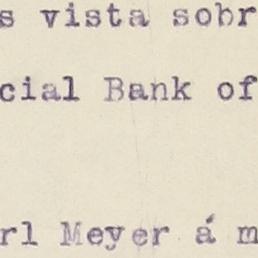 s vista sobr
cial Bank of
rl Meyer á m